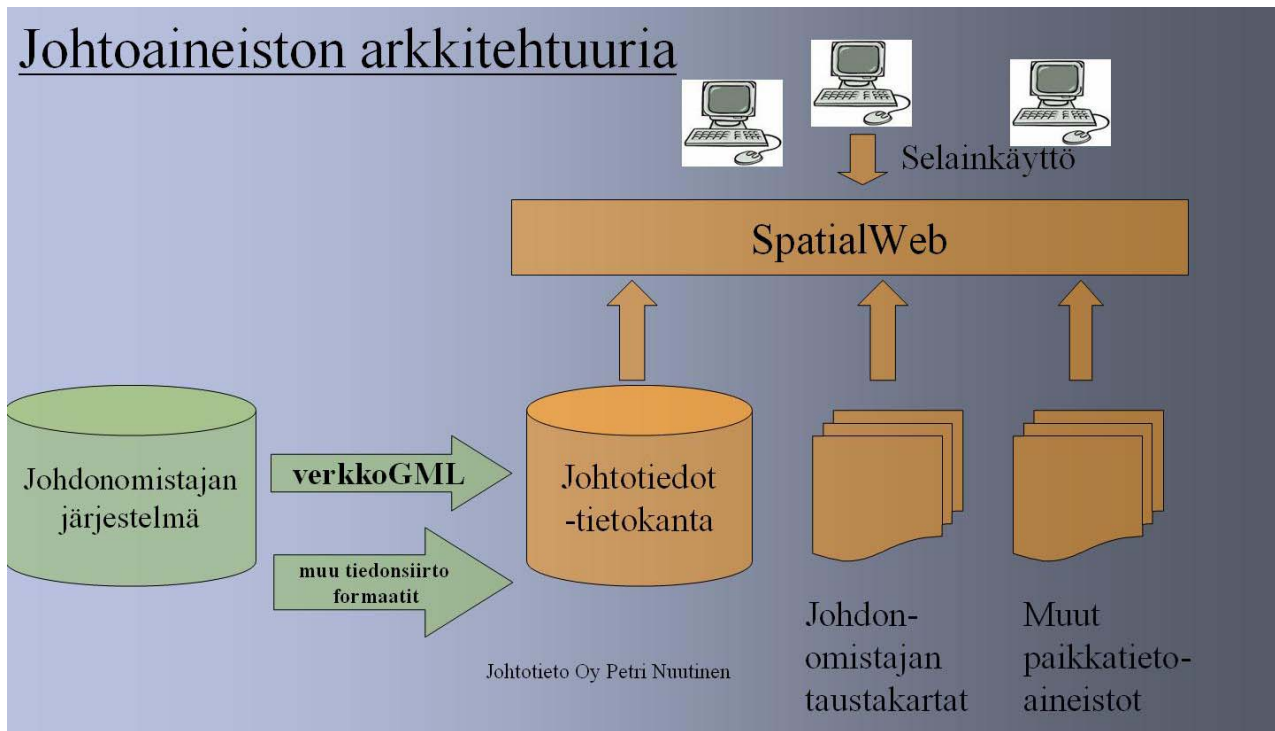 Johtoaineiston arkkitehtuuria
Selainkäyttö
SpatialWeb
Johdonomistajan
järjestelmä
verkkoGML
muu tiedonsiirto
formaatit
Johtotiedot
-tietokanta
Johdon-
omistajan
taustakartat
Muut
paikkatieto-
aineistot
Johtotieto Oy Petri Nuutinen